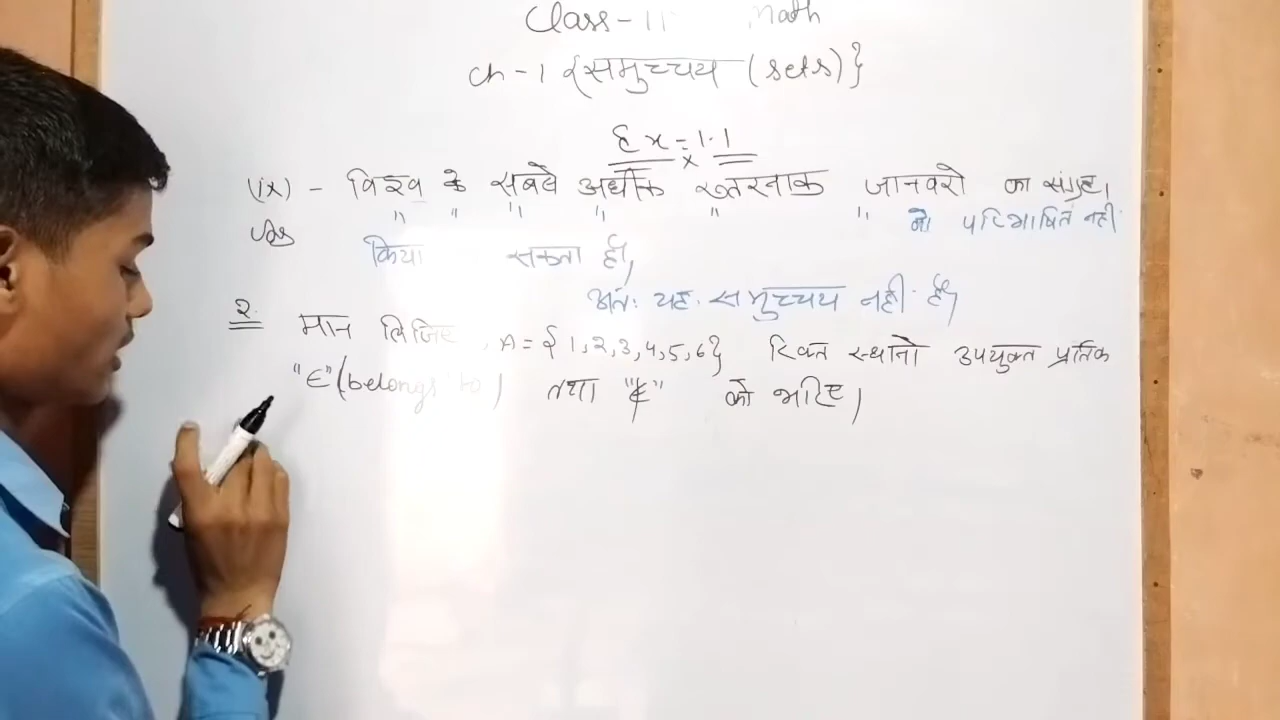 Class-11 Math
ch-1 {समुच्चय (sets)}
Ex = 1.1
(ix) - विश्व के सबसे अधीक खतरनाक जानवरो का संग्रह।
" " " " " " को परिभाषित नही
किया सकता है,
अतः यह समुच्चय नही है,
2. मान लिजिए, A = {1,2,3,4,5,6} रिक्त स्थानो उपयुक्त प्रतिक
"∈" (belongs to) तथा "∉" को भरिए,